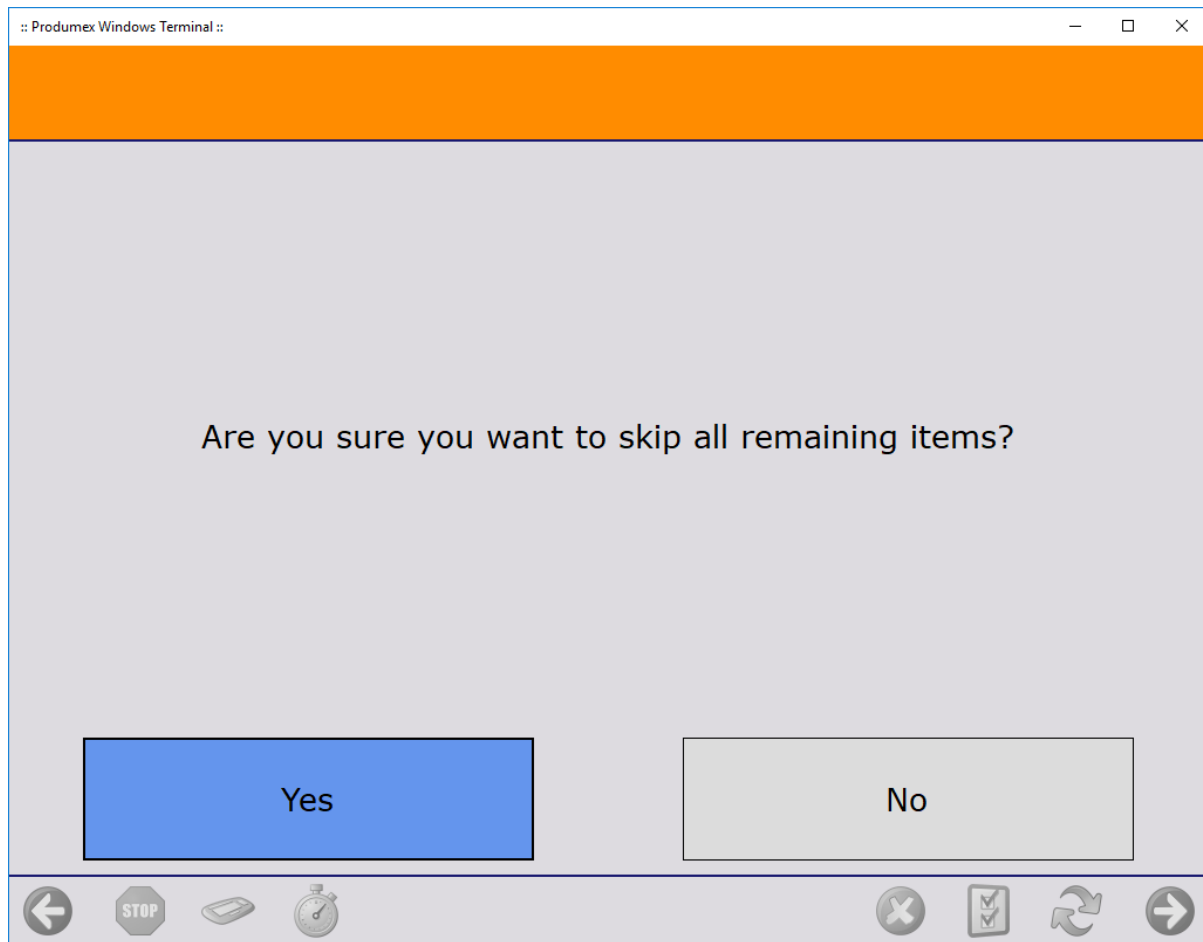 :: Produmex Windows Terminal ::
Are you sure you want to skip all remaining items?
Yes
No
STOP